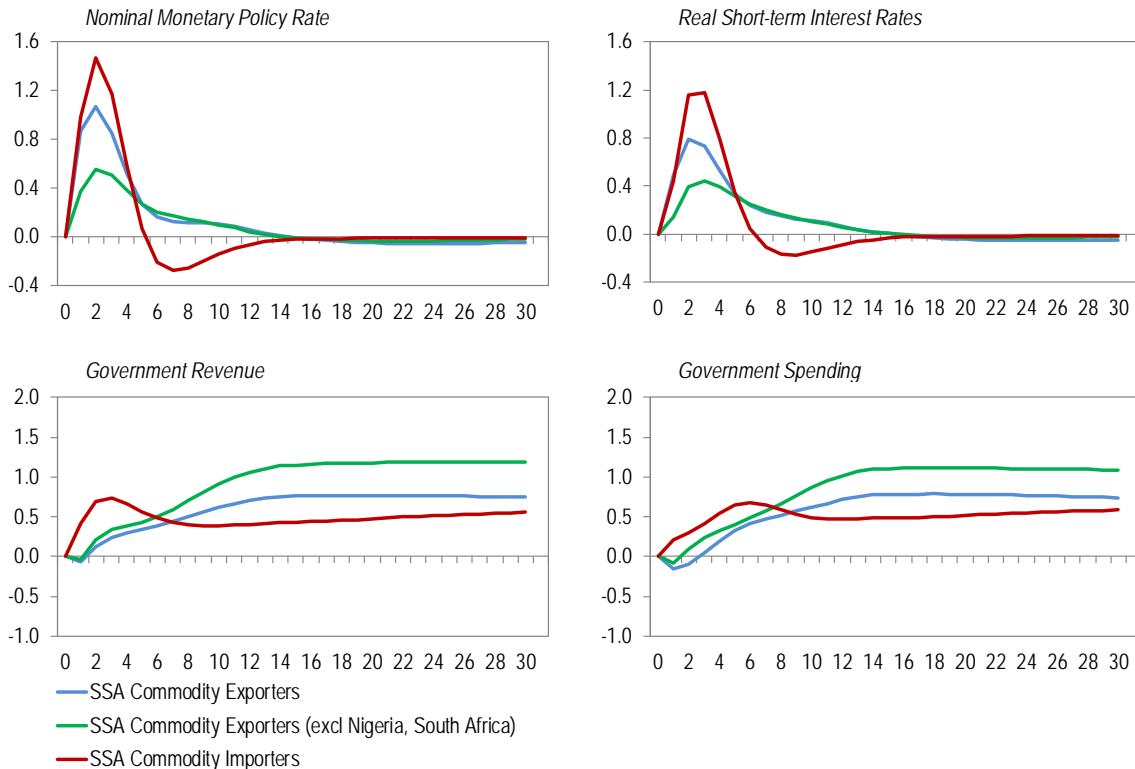 Nominal Monetary Policy Rate
1.6
1.2
0.8
0.4
0.0
-0.4
0 2 4 6 8 10 12 14 16 18 20 22 24 26 28 30
Real Short-term Interest Rates
1.6
1.2
0.8
0.4
0.0
-0.4
0 2 4 6 8 10 12 14 16 18 20 22 24 26 28 30
Government Revenue
2.0
1.5
1.0
0.5
0.0
-0.5
-1.0
0 2 4 6 8 10 12 14 16 18 20 22 24 26 28 30
Government Spending
2.0
1.5
1.0
0.5
0.0
-0.5
-1.0
0 2 4 6 8 10 12 14 16 18 20 22 24 26 28 30
SSA Commodity Exporters
SSA Commodity Exporters (excl Nigeria, South Africa)
SSA Commodity Importers